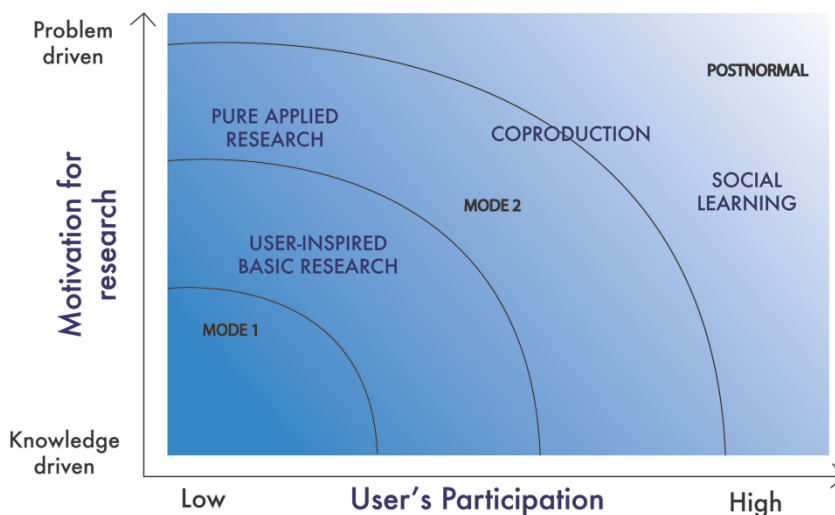 Problem
driven
POSTNORMAL
PURE APPLIED
RESEARCH
COPRODUCTION
SOCIAL
LEARNING
MODE 2
USER-INSPIRED
BASIC RESEARCH
MODE 1
Motivation for
research
Knowledge
driven
Low
User's Participation
High